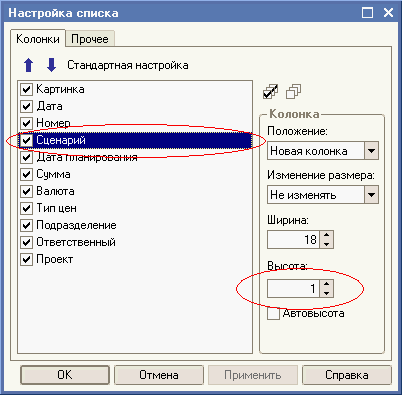 Настройка списка
Колонки
Прочее
Стандартная настройка
Картинка
Дата
Номер
Сценарий
Дата планирования
Сумма
Валюта
Тип цен
Подразделение
Ответственный
Проект
Колонка
Положение:
Новая колонка
Изменение размера:
Не изменять
Ширина:
18
Высота:
1
Автовысота
OK
Отмена
Применить
Справка